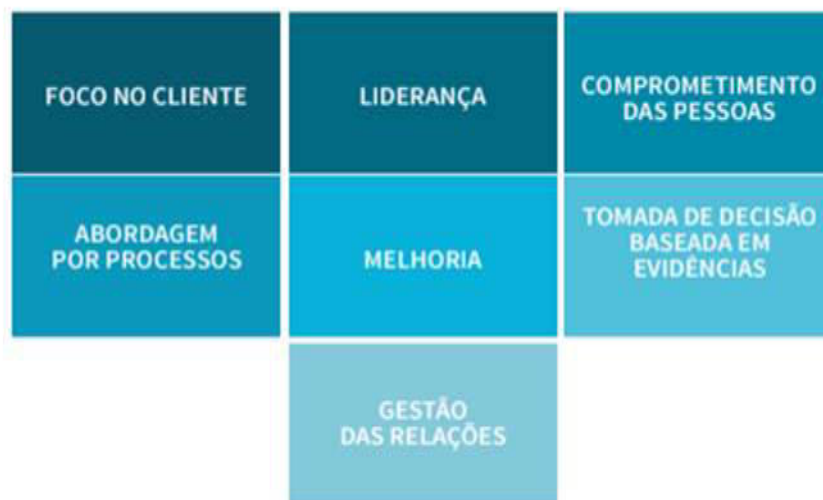 FOCO NO CLIENTE
LIDERANÇA
COMPROMETIMENTO
DAS PESSOAS
ABORDAGEM
POR PROCESSOS
MELHORIA
TOMADA DE DECISÃO
BASEADA EM
EVIDÊNCIAS
GESTÃO
DAS RELAÇÕES